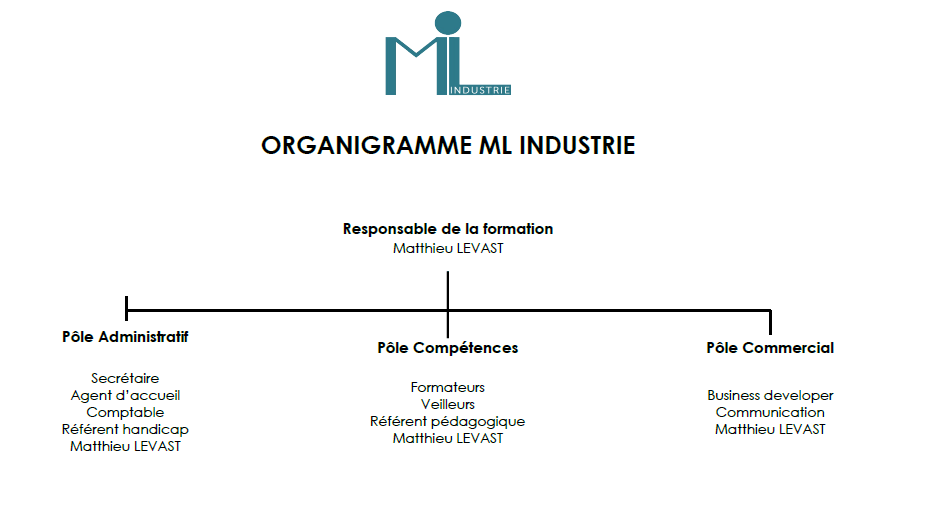 MiL
INDUSTRIE
ORGANIGRAMME ML INDUSTRIE
Responsable de la formation
Matthieu LEVAST
Pôle Administratif
Secrétaire
Agent d’accueil
Comptable
Référent handicap
Matthieu LEVAST
Pôle Compétences
Formateurs
Veilleurs
Référent pédagogique
Matthieu LEVAST
Pôle Commercial
Business developer
Communication
Matthieu LEVAST